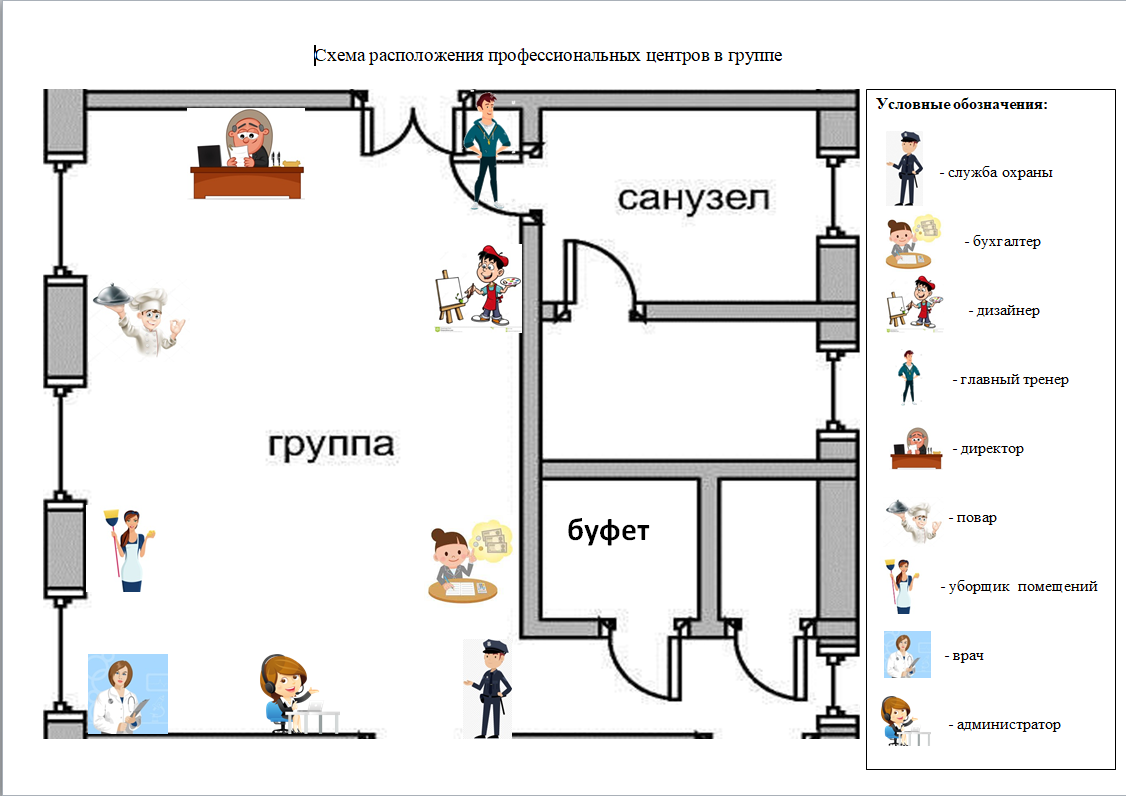 Схема расположения профессиональных центров в группе
Условные обозначения:
- служба охраны
- бухгалтер
- дизайнер
- главный тренер
- директор
- повар
- уборщик помещений
- врач
- администратор
санузел
группа
буфет